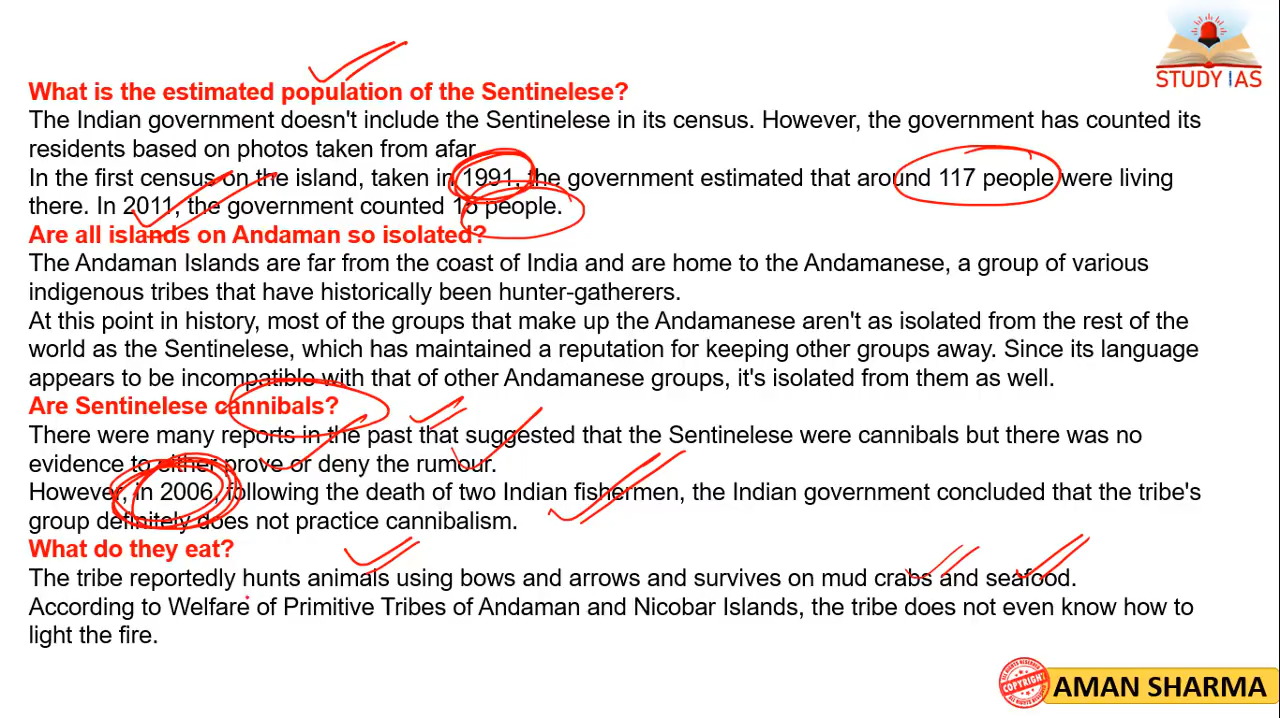 STUDY IAS
What is the estimated population of the Sentinelese?
The Indian government doesn't include the Sentinelese in its census. However, the government has counted its
residents based on photos taken from afar.
In the first census on the island, taken in 1991, the government estimated that around 117 people were living
there. In 2011, the government counted 15 people.
Are all islands on Andaman so isolated?
The Andaman Islands are far from the coast of India and are home to the Andamanese, a group of various
indigenous tribes that have historically been hunter-gatherers.
At this point in history, most of the groups that make up the Andamanese aren't as isolated from the rest of the
world as the Sentinelese, which has maintained a reputation for keeping other groups away. Since its language
appears to be incompatible with that of other Andamanese groups, it's isolated from them as well.
Are Sentinelese cannibals?
There were many reports in the past that suggested that the Sentinelese were cannibals but there was no
evidence to either prove or deny the rumour.
However, in 2006, following the death of two Indian fishermen, the Indian government concluded that the tribe's
group definitely does not practice cannibalism.
What do they eat?
The tribe reportedly hunts animals using bows and arrows and survives on mud crabs and seafood.
According to Welfare of Primitive Tribes of Andaman and Nicobar Islands, the tribe does not even know how to
light the fire.
COPYRIGHT
AMAN SHARMA